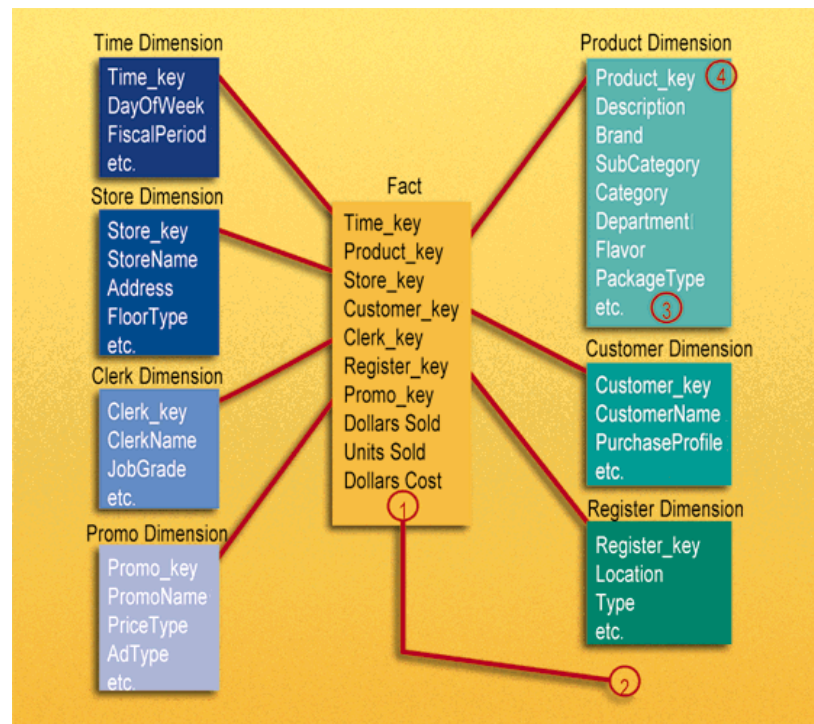 Time Dimension
Time_key
DayOfWeek
FiscalPeriod
etc.
Store Dimension
Store_key
StoreName
Address
FloorType
etc.
Clerk Dimension
Clerk_key
ClerkName
JobGrade
etc.
Promo Dimension
Promo_key
PromoName
PriceType
AdType
etc.
Fact
Time_key
Product_key
Store_key
Customer_key
Clerk_key
Register_key
Promo_key
Dollars Sold
Units Sold
Dollars Cost
1
2
Product Dimension
Product_key 4
Description
Brand
SubCategory
Category
Department
Flavor
PackageType
etc. 3
Customer Dimension
Customer_key
CustomerName
PurchaseProfile
etc.
Register Dimension
Register_key
Location
Type
etc.